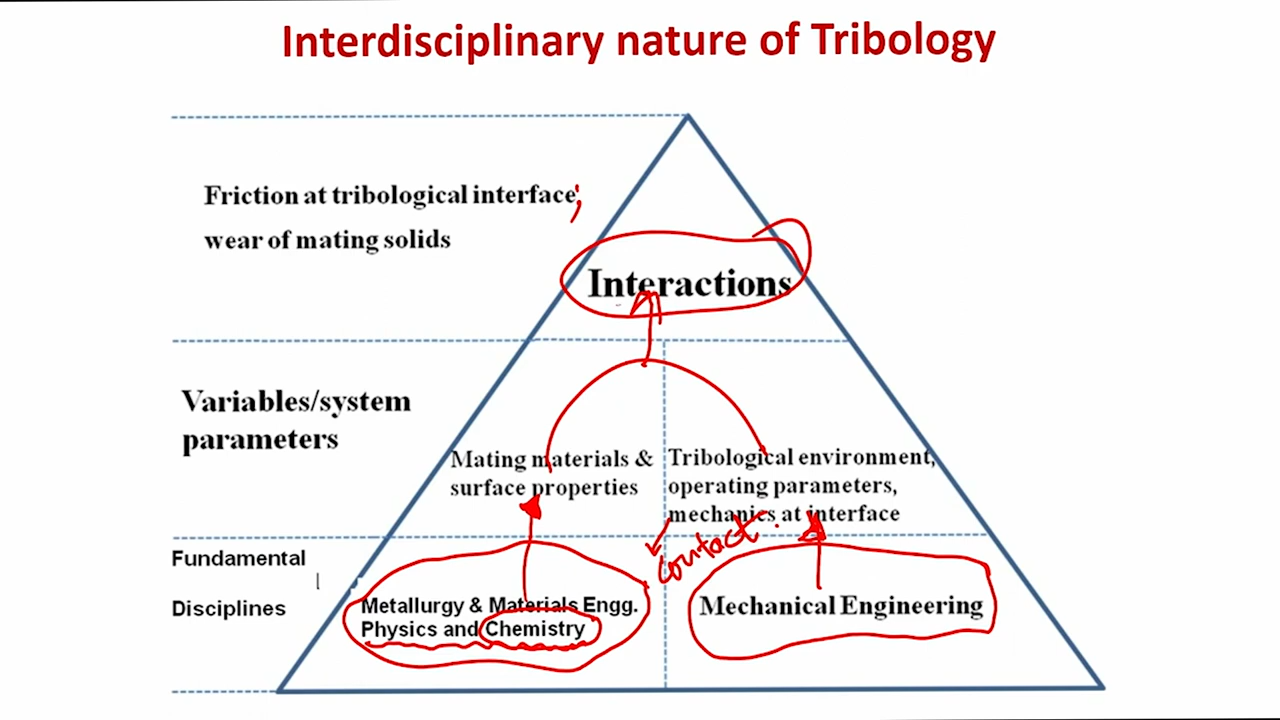 Interdisciplinary nature of Tribology
Friction at tribological interface;
wear of mating solids
Interactions
Variables/system
parameters
Mating materials &
surface properties
Tribological environment,
operating parameters,
mechanics at interface
contact
Fundamental
Disciplines
Metallurgy & Materials Engg.
Physics and Chemistry
Mechanical Engineering